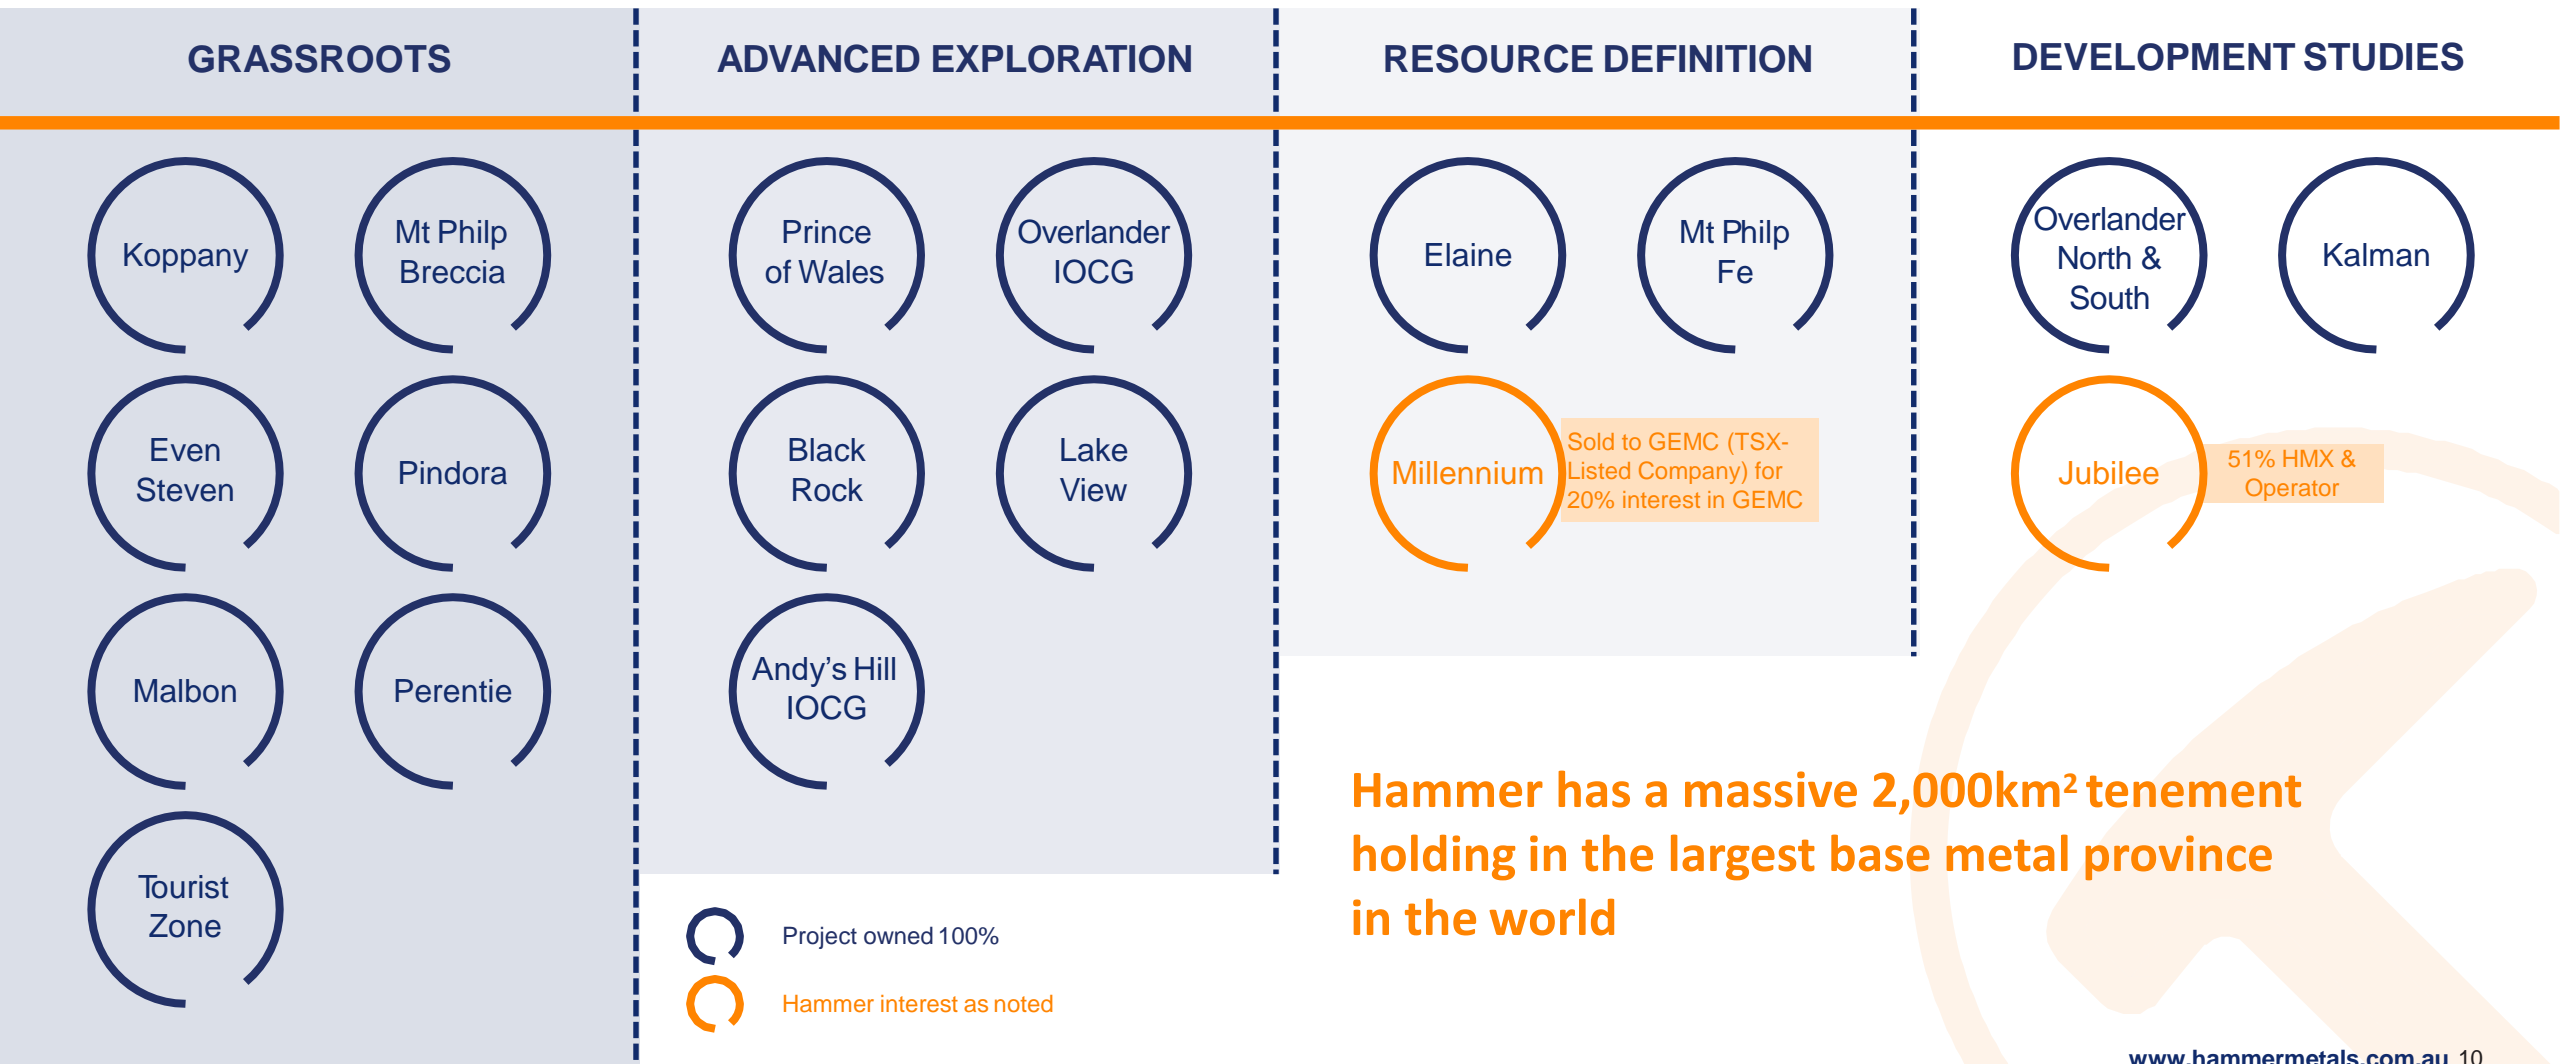 GRASSROOTS
ADVANCED EXPLORATION
RESOURCE DEFINITION
DEVELOPMENT STUDIES
Koppany
Mt Philp
Breccia
Even
Steven
Pindora
Malbon
Perentie
Tourist
Zone
Prince
of Wales
Overlander
IOCG
Black
Rock
Lake
View
Andy's Hill
IOCG
Elaine
Mt Philp
Fe
Millennium
Sold to GEMC (TSX-
Listed Company) for
20% interest in GEMC
Overlander
North &
South
Kalman
Jubilee
51% HMX &
Operator
Project owned 100%
Hammer interest as noted
Hammer has a massive 2,000km² tenement
holding in the largest base metal province
in the world
www.hammermetals.com.au 10